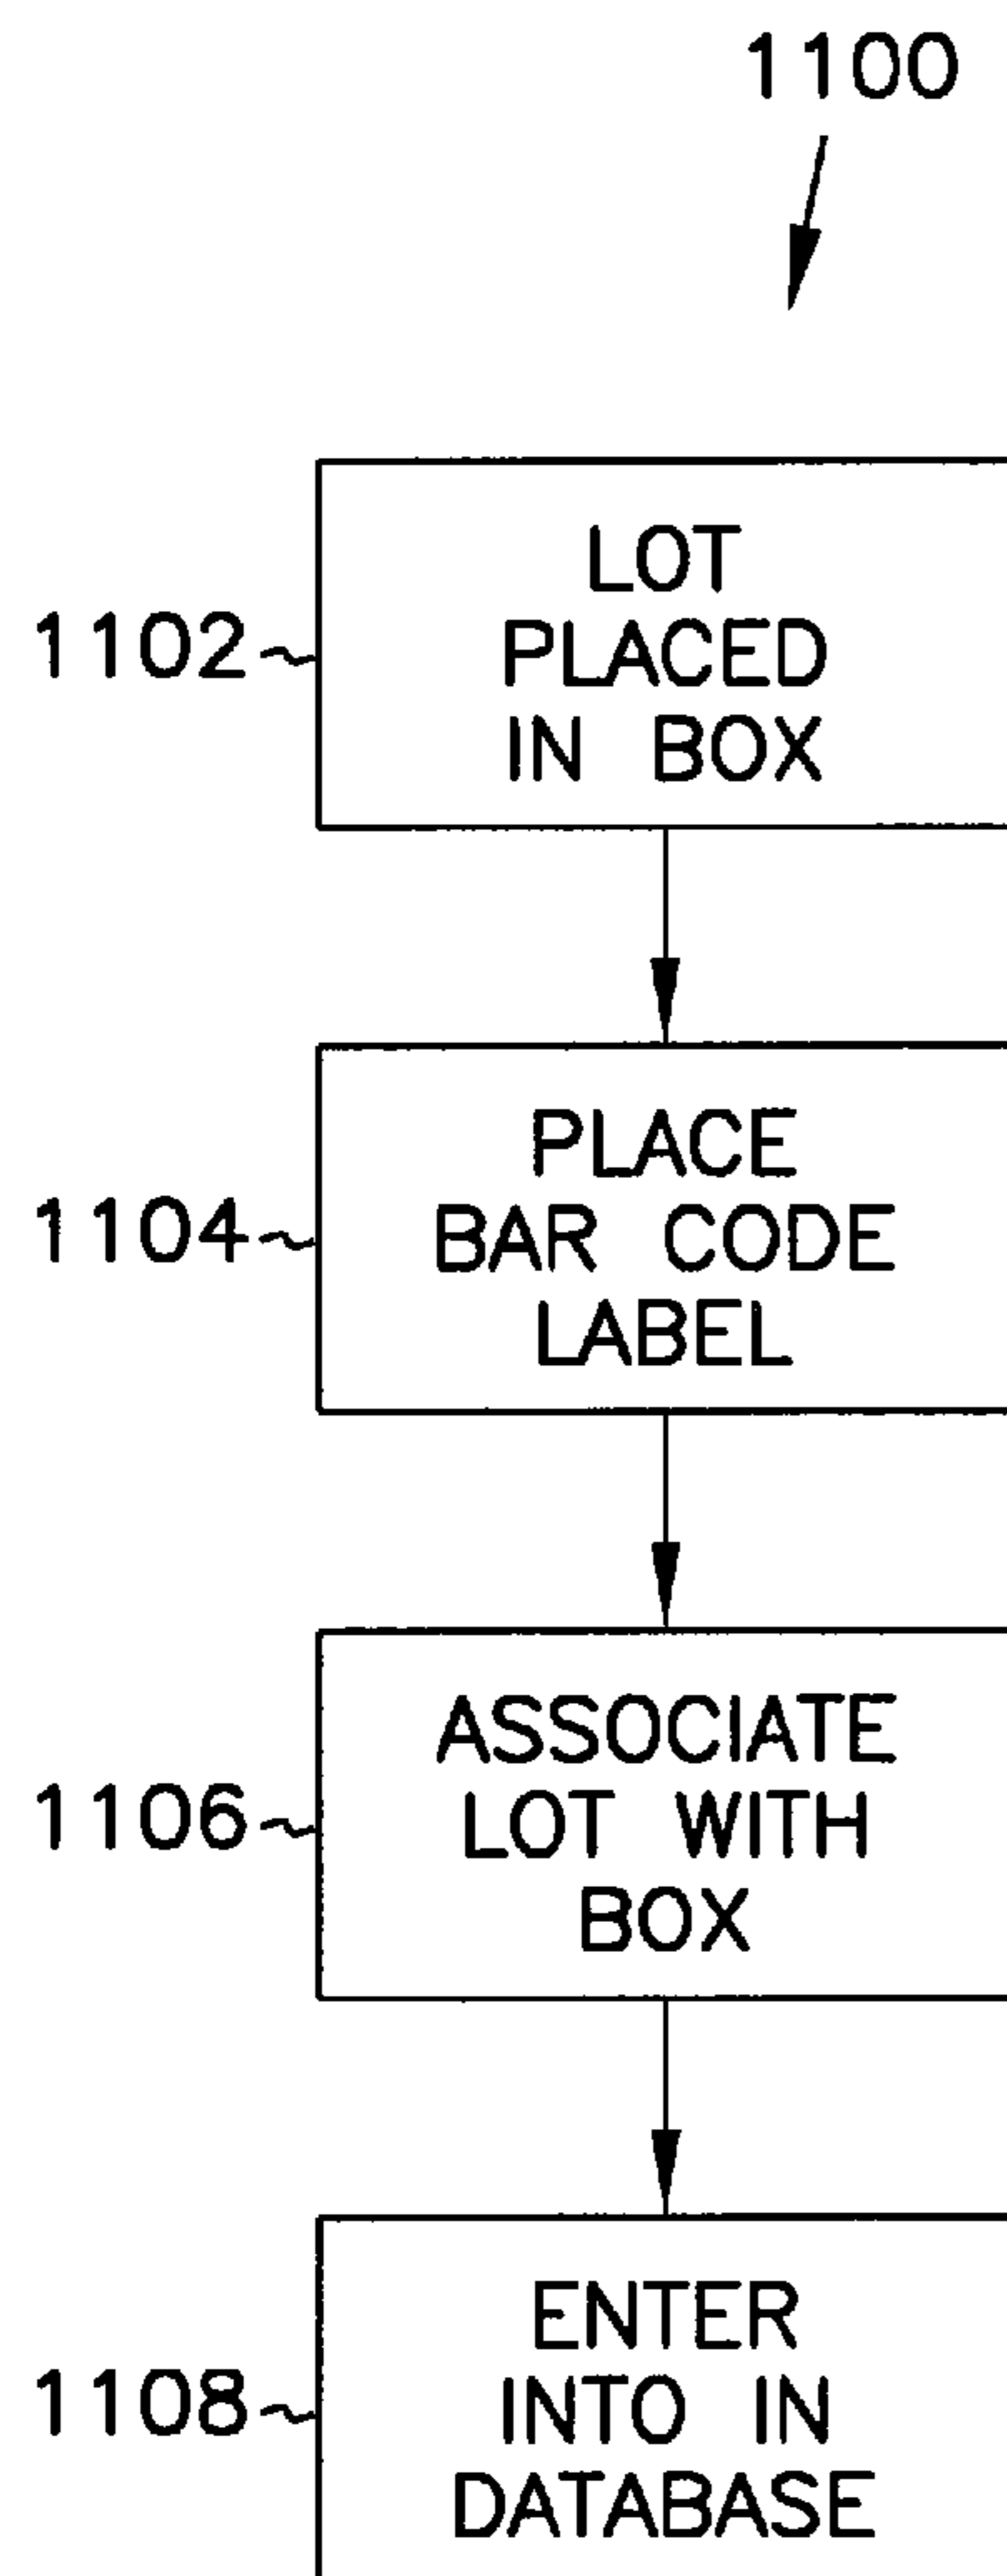 1100
LOT
PLACED
IN BOX
1102
PLACE
BAR CODE
LABEL
1104
ASSOCIATE
LOT WITH
BOX
1106
ENTER
INTO IN
DATABASE
1108